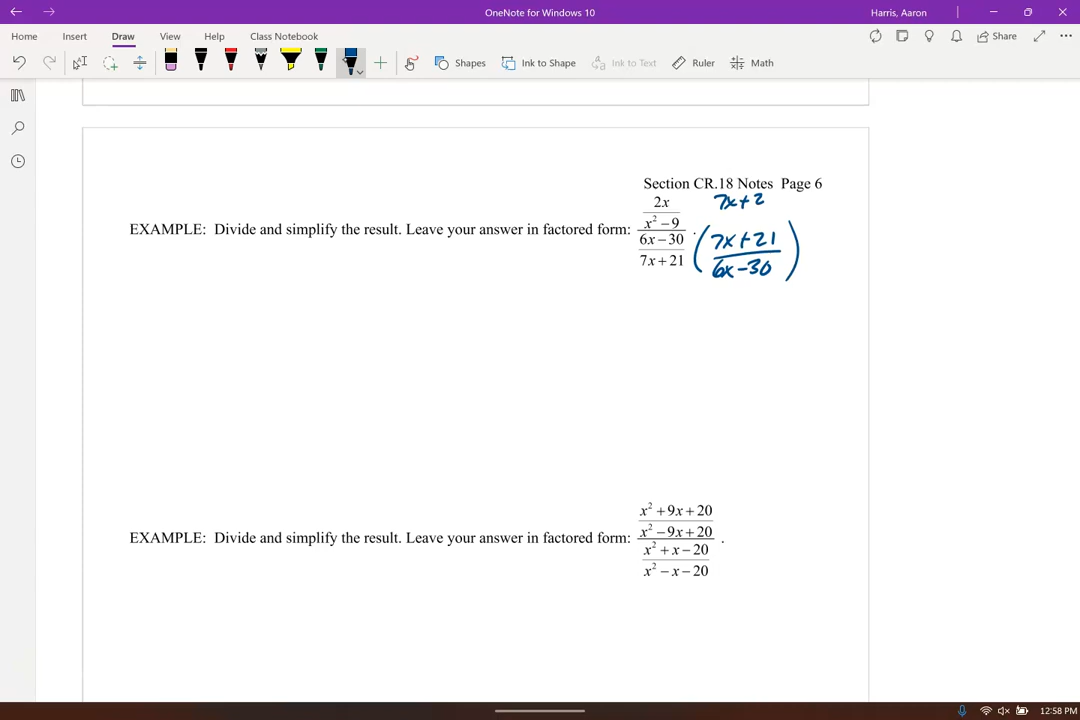 OneNote for Windows 10
Harris, Aaron
Home Insert Draw View Help Class Notebook
Share
Shapes Ink to Shape Ink to Text Ruler Math
Section CR.18 Notes Page 6
7x+2
EXAMPLE: Divide and simplify the result. Leave your answer in factored form:
2x
x² − 9
6x − 30
7x + 21
.
(7x+21
6x−30)
EXAMPLE: Divide and simplify the result. Leave your answer in factored form:
x² + 9x + 20
x² − 9x + 20
x² + x − 20
x² − x − 20
.
12:58 PM